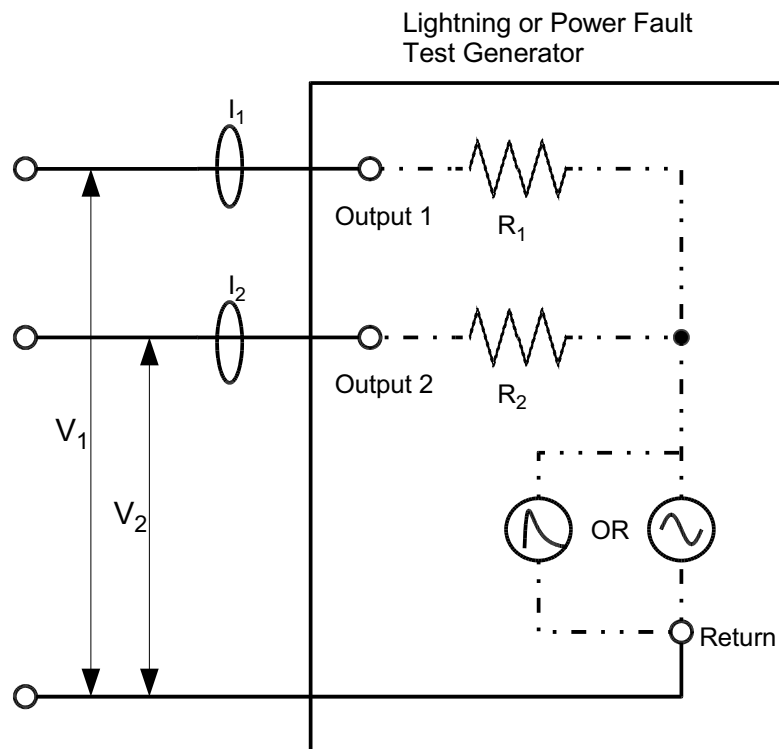 Lightning or Power Fault
Test Generator
I₁
Output 1
R₁
I₂
Output 2
R₂
V₁
V₂
OR
Return